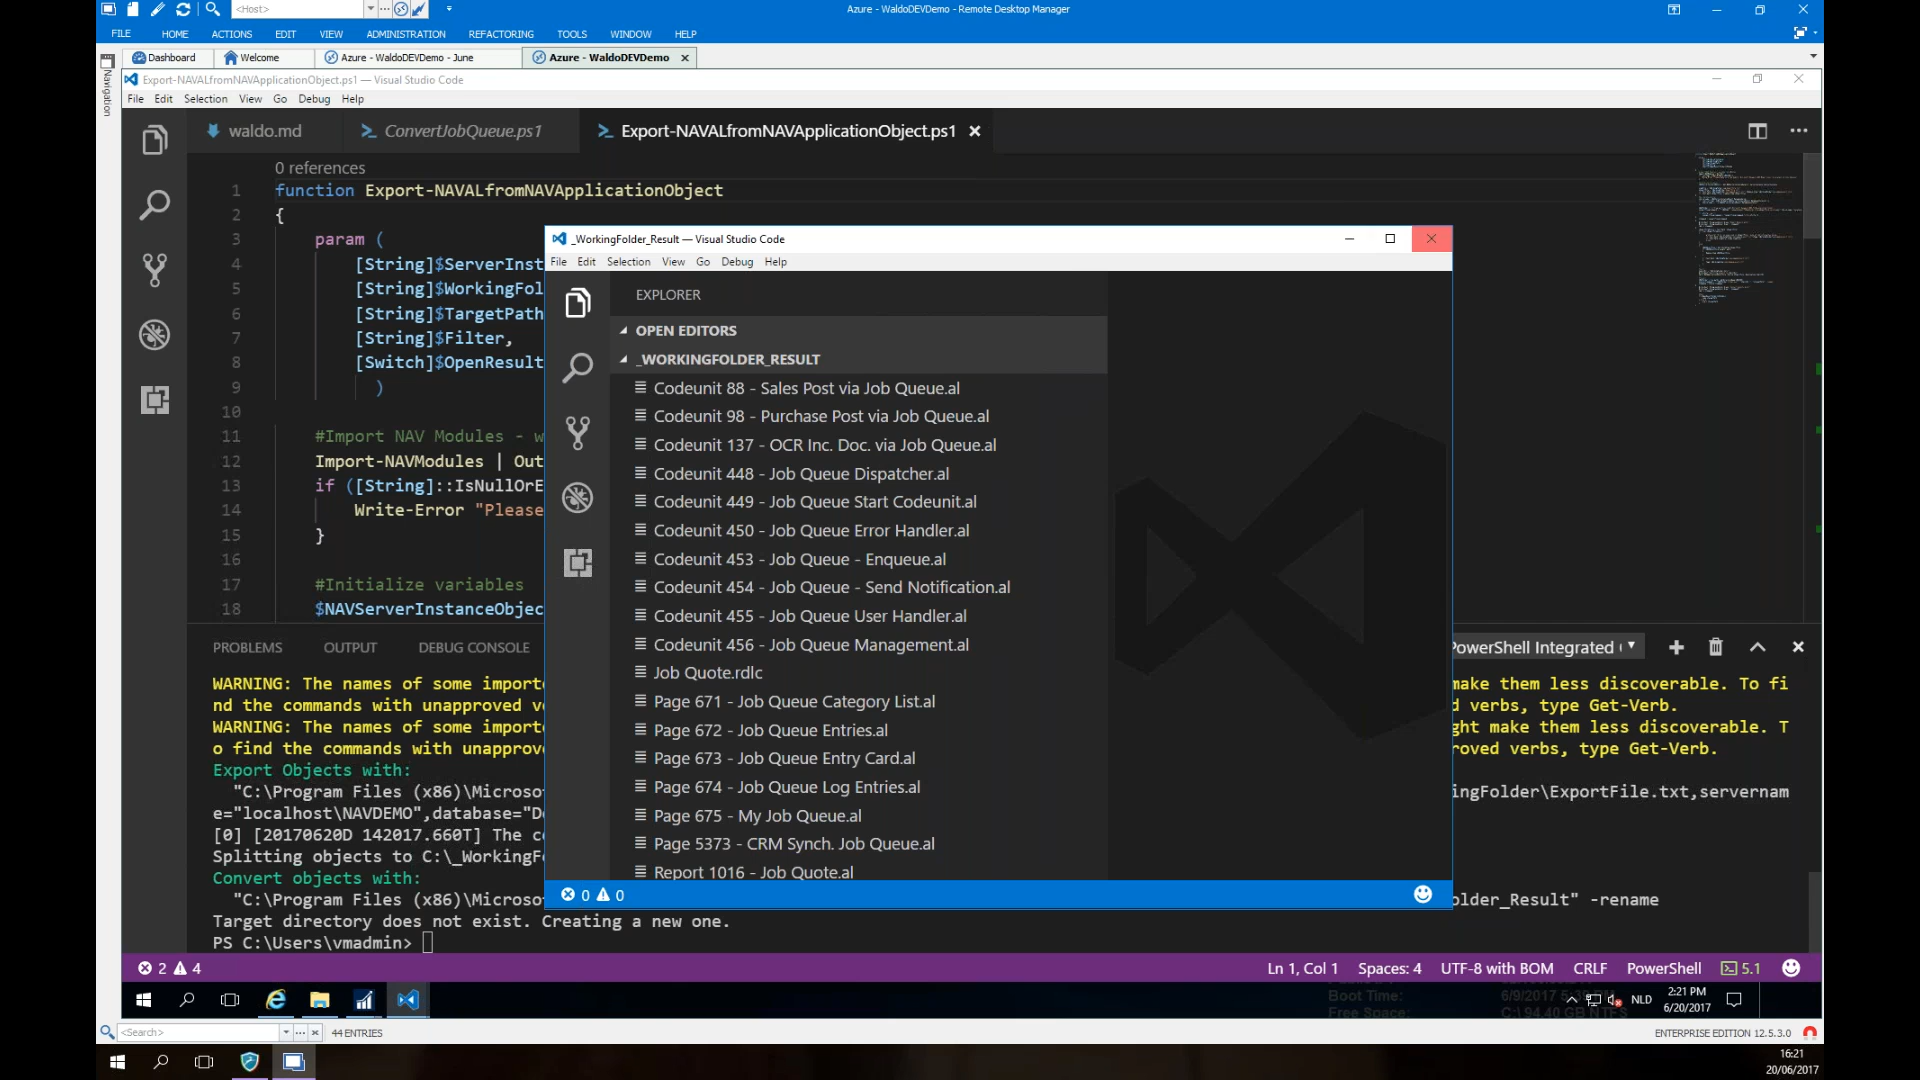 <Host>
Azure - WaldoDEVDemo - Remote Desktop Manager
FILE HOME ACTIONS EDIT VIEW ADMINISTRATION REFACTORING TOOLS WINDOW HELP
Dashboard Welcome Azure - WaldoDEVDemo - June Azure - WaldoDEVDemo
Navigation
Export-NAVALfromNAVApplicationObject.ps1 — Visual Studio Code
File Edit Selection View Go Debug Help
waldo.md ConvertJobQueue.ps1 Export-NAVALfromNAVApplicationObject.ps1
0 references
1 function Export-NAVALfromNAVApplicationObject
2 {
3 param (
4 [String]$ServerInst
5 [String]$WorkingFol
6 [String]$TargetPath
7 [String]$Filter,
8 [Switch]$OpenResult
9 )
10
11 #Import NAV Modules - w
12 Import-NAVModules | Out
13 if ([String]::IsNullOrE
14 Write-Error "Please
15 }
16
17 #Initialize variables
18 $NAVServerInstanceObjec
_WorkingFolder_Result — Visual Studio Code
File Edit Selection View Go Debug Help
EXPLORER
OPEN EDITORS
_WORKINGFOLDER_RESULT
Codeunit 88 - Sales Post via Job Queue.al
Codeunit 98 - Purchase Post via Job Queue.al
Codeunit 137 - OCR Inc. Doc. via Job Queue.al
Codeunit 448 - Job Queue Dispatcher.al
Codeunit 449 - Job Queue Start Codeunit.al
Codeunit 450 - Job Queue Error Handler.al
Codeunit 453 - Job Queue - Enqueue.al
Codeunit 454 - Job Queue - Send Notification.al
Codeunit 455 - Job Queue User Handler.al
Codeunit 456 - Job Queue Management.al
Job Quote.rdlc
Page 671 - Job Queue Category List.al
Page 672 - Job Queue Entries.al
Page 673 - Job Queue Entry Card.al
Page 674 - Job Queue Log Entries.al
Page 675 - My Job Queue.al
Page 5373 - CRM Synch. Job Queue.al
Report 1016 - Job Quote.al
0 0
PROBLEMS OUTPUT DEBUG CONSOLE PowerShell Integrated
WARNING: The names of some importe make them less discoverable. To fi
nd the commands with unapproved ve d verbs, type Get-Verb.
WARNING: The names of some importe ght make them less discoverable. T
o find the commands with unapprove roved verbs, type Get-Verb.
Export Objects with:
"C:\Program Files (x86)\Microsof ingFolder\ExportFile.txt,servernam
e="localhost\NAVDEMO",database="De
[0] [20170620D 142017.660T] The co
Splitting objects to C:\_WorkingFo
Convert objects with:
"C:\Program Files (x86)\Microsof older_Result" -rename
Target directory does not exist. Creating a new one.
PS C:\Users\vmadmin>
2 4 Ln 1, Col 1 Spaces: 4 UTF-8 with BOM CRLF PowerShell 5.1
Boot Time:
Free Space: C:\ 94.40 GB NTFS
NLD
2:21 PM
6/20/2017
<Search> 44 ENTRIES ENTERPRISE EDITION 12.5.3.0
16:21
20/06/2017